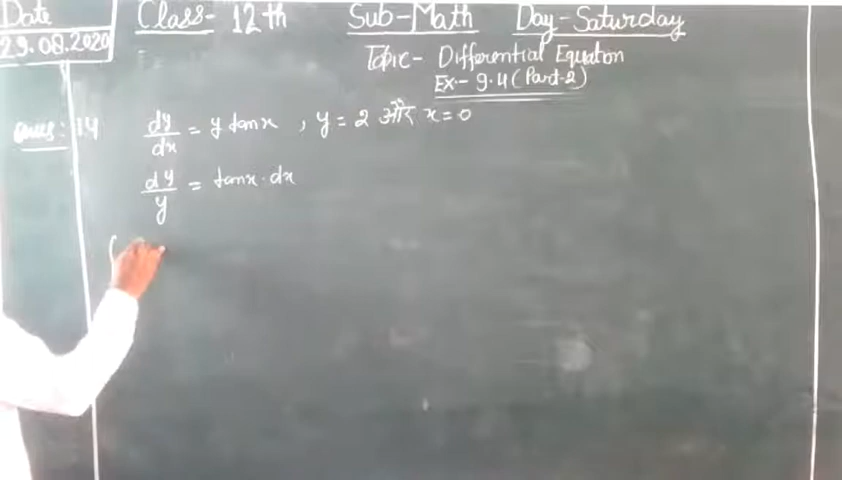 Date
29.08.2020
Class- 12th Sub-Math Day-Saturday
Topic- Differential Equation
Ex:- 9.4 (Part-2)
Ques: 14 dy/dx = y tanx , y = 2 और x = 0
dy/y = tanx · dx